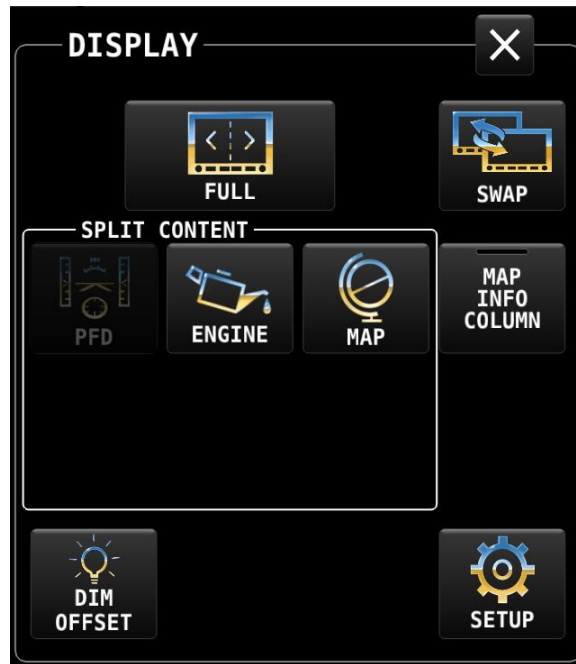 DISPLAY
FULL
SWAP
SPLIT CONTENT
PFD
ENGINE
MAP
MAP
INFO
COLUMN
DIM
OFFSET
SETUP